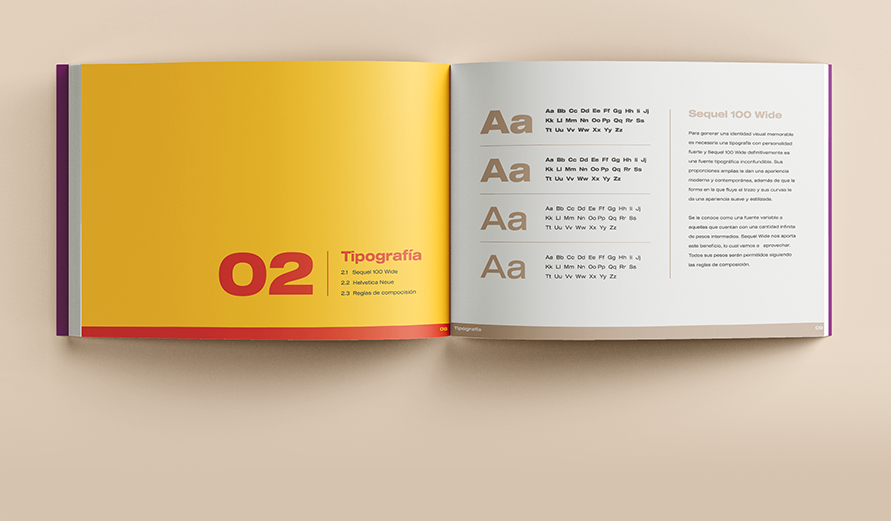 02
Tipografía
2.1 Sequel 100 Wide
2.2 Helvatica Neue
2.3 Reglas de compocisión
08
Aa
Aa Bb Cc Dd Ee Ff Gg Hh Ii Jj
Kk Ll Mm Nn Oo Pp Qq Rr Ss
Tt Uu Vv Ww Xx Yy Zz
Aa
Aa Bb Cc Dd Ee Ff Gg Hh Ii Jj
Kk Ll Mm Nn Oo Pp Qq Rr Ss
Tt Uu Vv Ww Xx Yy Zz
Aa
Aa Bb Cc Dd Ee Ff Gg Hh Ii Jj
Kk Ll Mm Nn Oo Pp Qq Rr Ss
Tt Uu Vv Ww Xx Yy Zz
Aa
Aa Bb Cc Dd Ee Ff Gg Hh Ii Jj
Kk Ll Mm Nn Oo Pp Qq Rr Ss
Tt Uu Vv Ww Xx Yy Zz
Sequel 100 Wide
Para generar una identidad visual memorable
es necesaria una tipografía con personalidad
fuerte y Sequel 100 Wide definitivamente es
una fuente tipográfica inconfundible. Sus
proporciones amplias le dan una apariencia
moderna y contemporánea, además de que la
forma en la que fluye el trazo y sus curvas le
da una apariencia suave y estilizada.
Se le conoce como una fuente variable a
aquellas que cuentan con una cantidad infinita
de pesos intermedios. Sequel Wide nos aporta
este beneficio, lo cual vamos a aprovechar.
Todos sus pesos serán permitidos siguiendo
las reglas de composición.
Tipografía
09